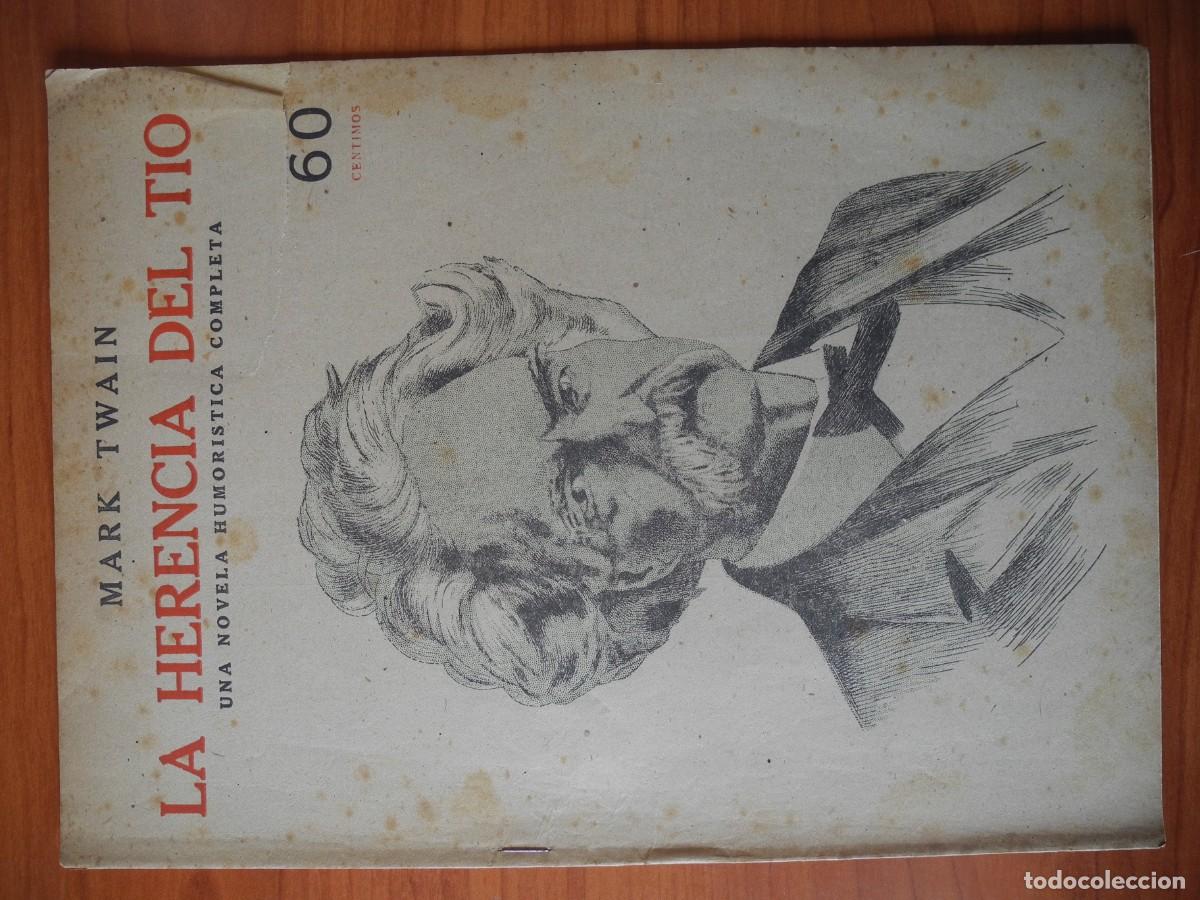 MARK TWAIN
LA HERENCIA DEL TIO
UNA NOVELA HUMORISTICA COMPLETA
60
CENTIMOS
todocoleccion